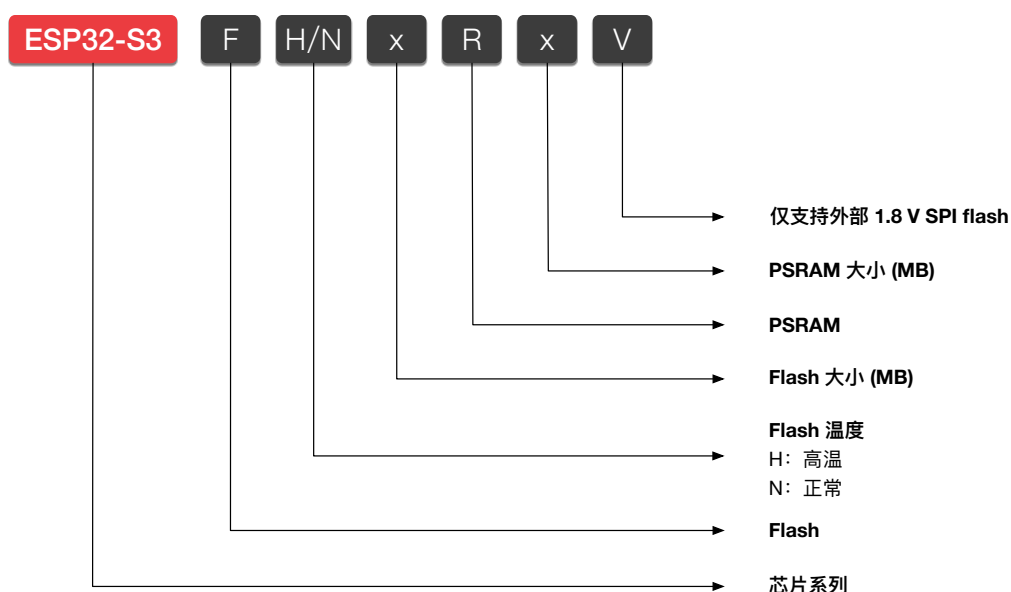 ESP32-S3 F H/N x R x V
仅支持外部 1.8 V SPI flash
PSRAM 大小 (MB)
PSRAM
Flash 大小 (MB)
Flash 温度
H：高温
N：正常
Flash
芯片系列